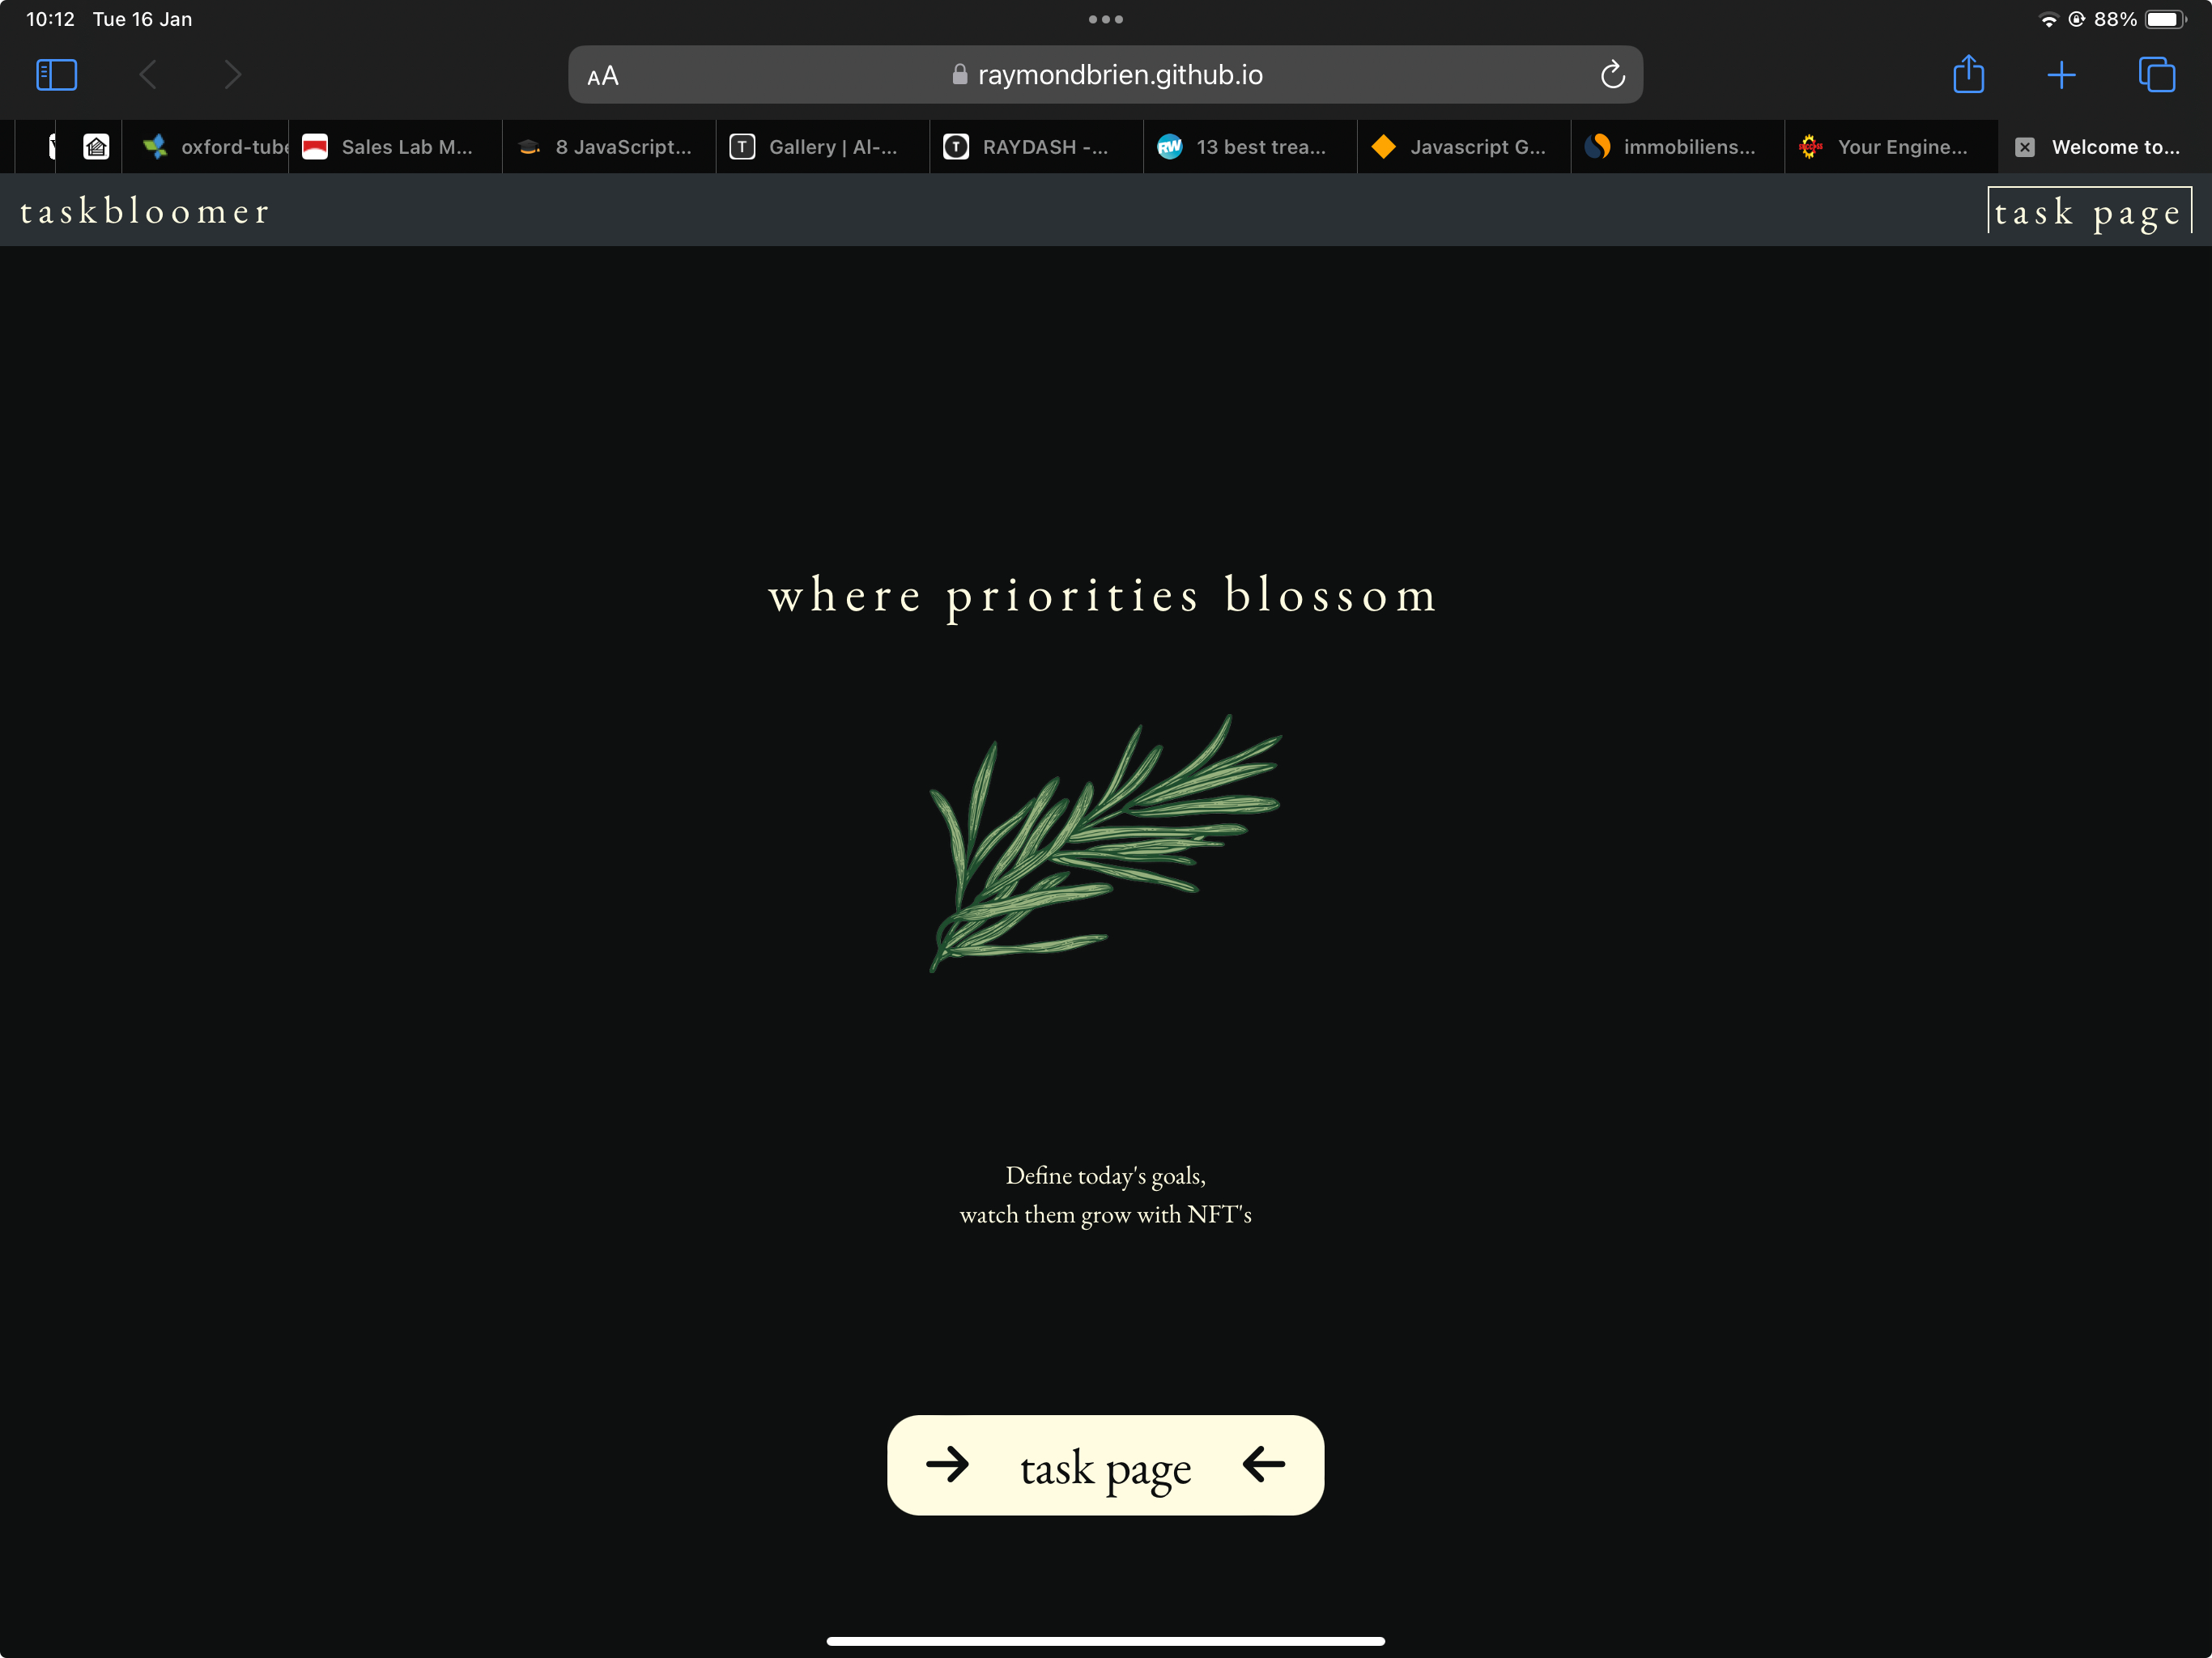 10:12 Tue 16 Jan
88%
AA raymondbrien.github.io
oxford-tube Sales Lab M... 8 JavaScript... T Gallery | AI-... T RAYDASH -... RW 13 best trea... Javascript G... immobiliens... Your Engine... Welcome to...
taskbloomer
task page
where priorities blossom
Define today's goals,
watch them grow with NFT's
→ task page ←